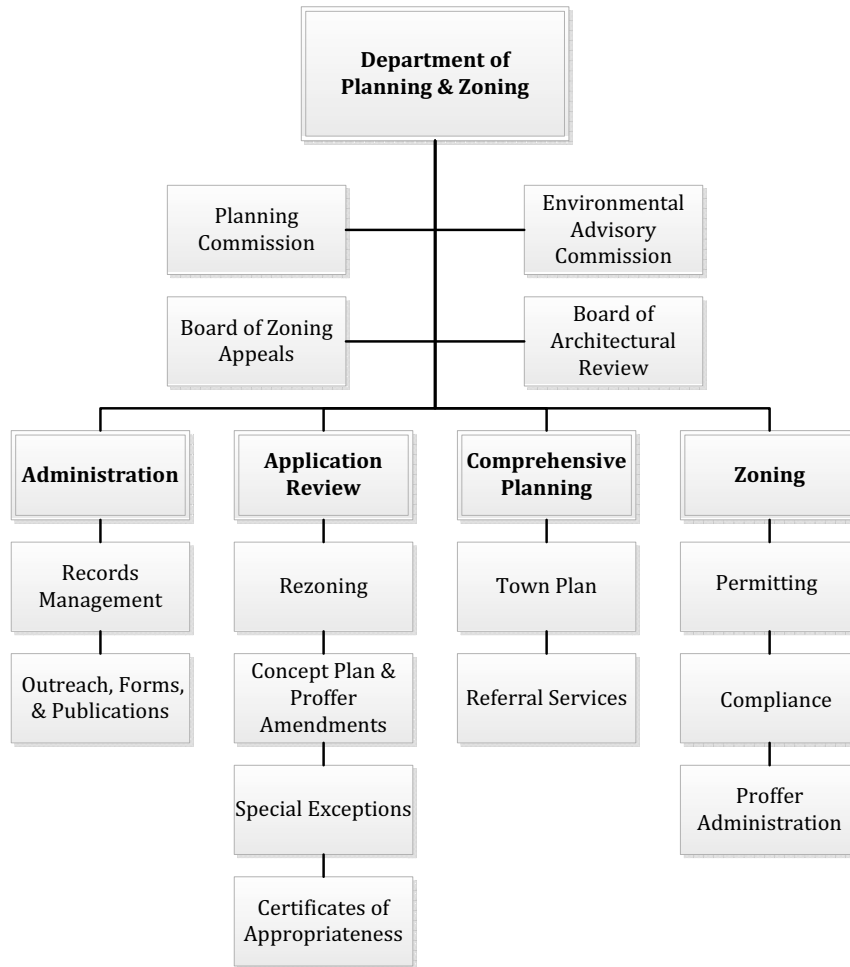 Department of
Planning & Zoning
Planning
Commission
Environmental
Advisory
Commission
Board of Zoning
Appeals
Board of
Architectural
Review
Administration
Application
Review
Comprehensive
Planning
Zoning
Records
Management
Rezoning
Town Plan
Permitting
Outreach, Forms,
& Publications
Concept Plan &
Proffer
Amendments
Referral Services
Compliance
Special Exceptions
Proffer
Administration
Certificates of
Appropriateness